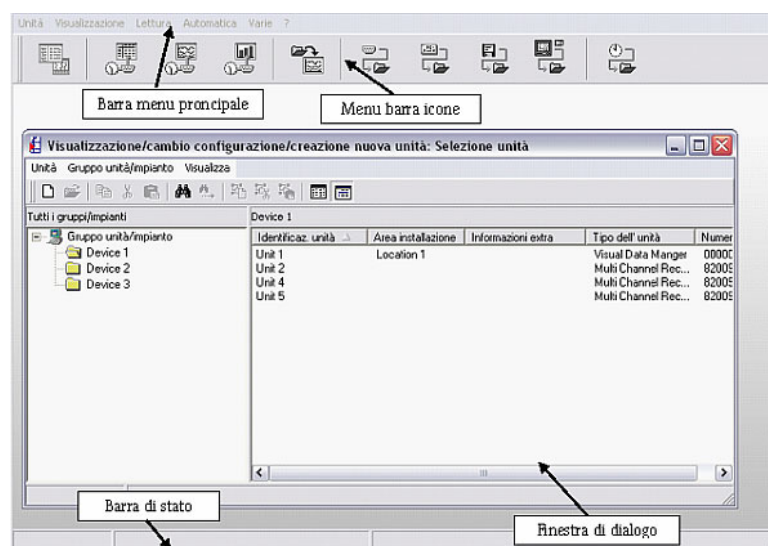 Unità Visualizzazione Lettura Automatica Varie ?
Barra menu proncipale
Menu barra icone
Visualizzazione/cambio configurazione/creazione nuova unità: Selezione unità
Unità Gruppo unità/impianto Visualizza
Tutti i gruppi/impianti
Device 1
Gruppo unità/impianto
Device 1
Device 2
Device 3
Identificaz. unità Area installazione Informazioni extra Tipo dell'unità Numer
Unit 1 Location 1 Visual Data Manger 0000C
Unit 2 Multi Channel Rec... 82009
Unit 4 Multi Channel Rec... 82009
Unit 5 Multi Channel Rec... 82009
Barra di stato
Finestra di dialogo